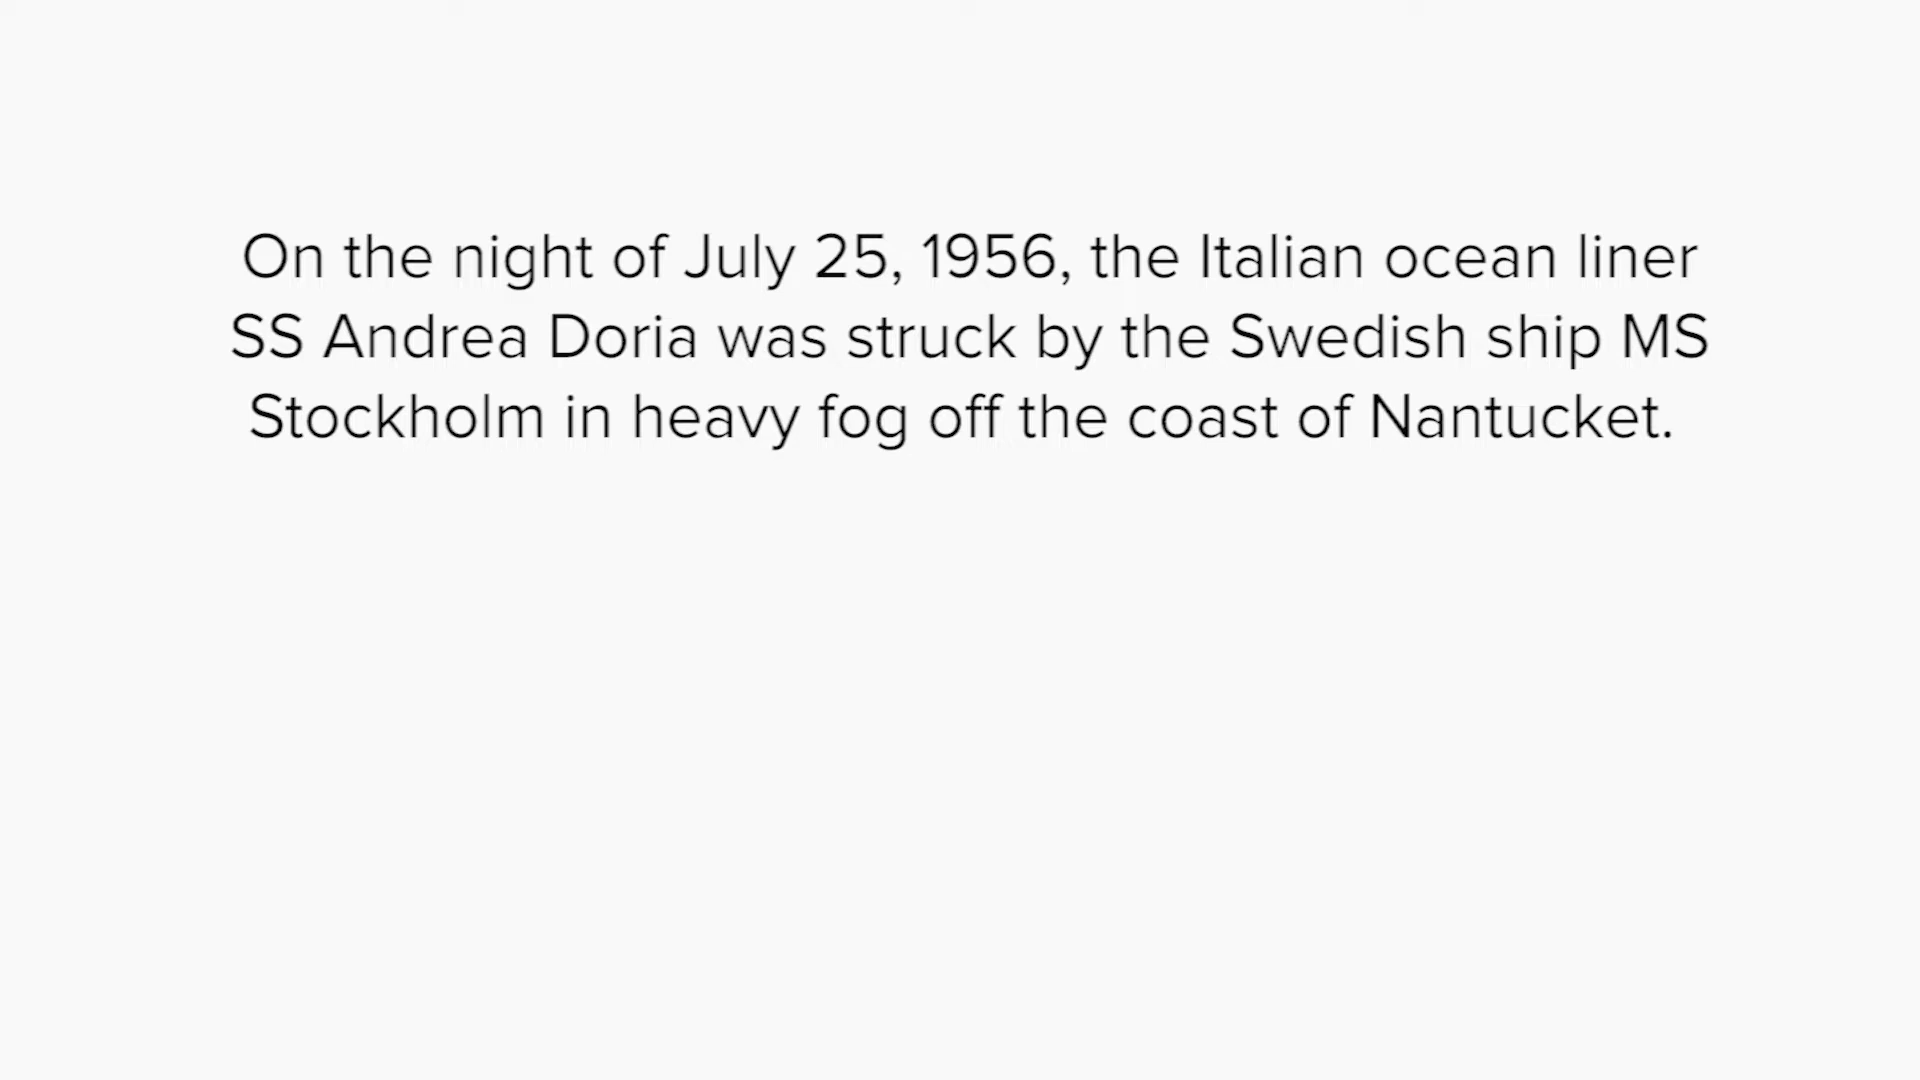 On the night of July 25, 1956, the Italian ocean liner
SS Andrea Doria was struck by the Swedish ship MS
Stockholm in heavy fog off the coast of Nantucket.